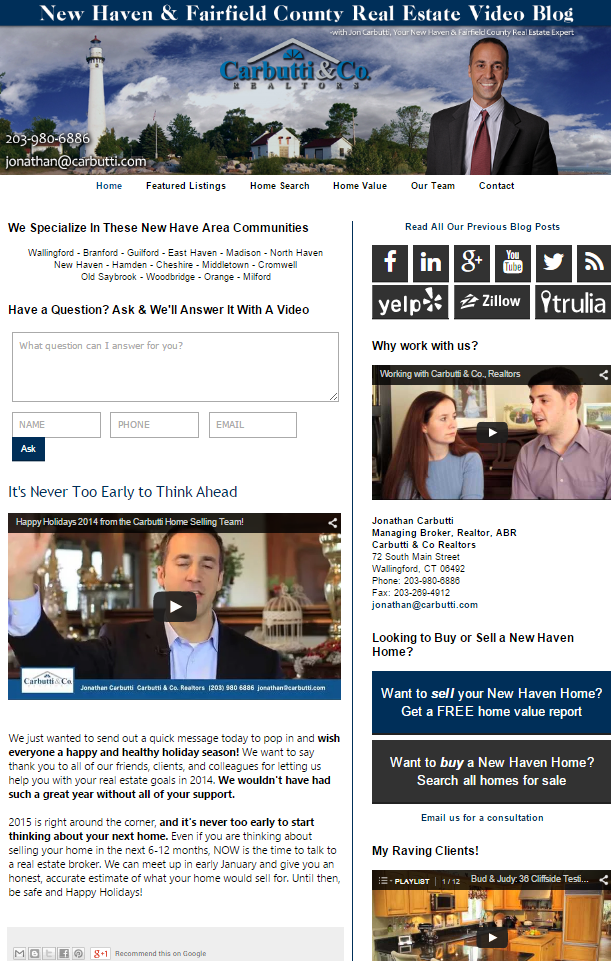 New Haven & Fairfield County Real Estate Video Blog
-with Jon Carbutti, Your New Haven & Fairfield County Real Estate Expert
Carbutti & Co.
REALTORS
203-980-6886
jonathan@carbutti.com
Home Featured Listings Home Search Home Value Our Team Contact
We Specialize In These New Have Area Communities
Wallingford - Branford - Guilford - East Haven - Madison - North Haven
New Haven - Hamden - Cheshire - Middletown - Cromwell
Old Saybrook - Woodbridge - Orange - Milford
Have a Question? Ask & We'll Answer It With A Video
What question can I answer for you?
NAME PHONE EMAIL
Ask
It's Never Too Early to Think Ahead
Happy Holidays 2014 from the Carbutti Home Selling Team!
Carbutti & Co.
Jonathan Carbutti Carbutti & Co. Realtors (203) 980 6886 jonathan@carbutti.com
We just wanted to send out a quick message today to pop in and wish
everyone a happy and healthy holiday season! We want to say
thank you to all of our friends, clients, and colleagues for letting us
help you with your real estate goals in 2014. We wouldn't have had
such a great year without all of your support.
2015 is right around the corner, and it's never too early to start
thinking about your next home. Even if you are thinking about
selling your home in the next 6-12 months, NOW is the time to talk to
a real estate broker. We can meet up in early January and give you an
honest, accurate estimate of what your home would sell for. Until then,
be safe and Happy Holidays!
g+1 Recommend this on Google
Read All Our Previous Blog Posts
f in g+ You Tube
yelp Zillow trulia
Why work with us?
Working with Carbutti & Co., Realtors
Jonathan Carbutti
Managing Broker, Realtor, ABR
Carbutti & Co Realtors
72 South Main Street
Wallingford, CT 06492
Phone: 203-980-6886
Fax: 203-269-4912
jonathan@carbutti.com
Looking to Buy or Sell a New Haven
Home?
Want to sell your New Haven Home?
Get a FREE home value report
Want to buy a New Haven Home?
Search all homes for sale
Email us for a consultation
My Raving Clients!
PLAYLIST 1 / 12 Bud & Judy: 36 Cliffside Testi...